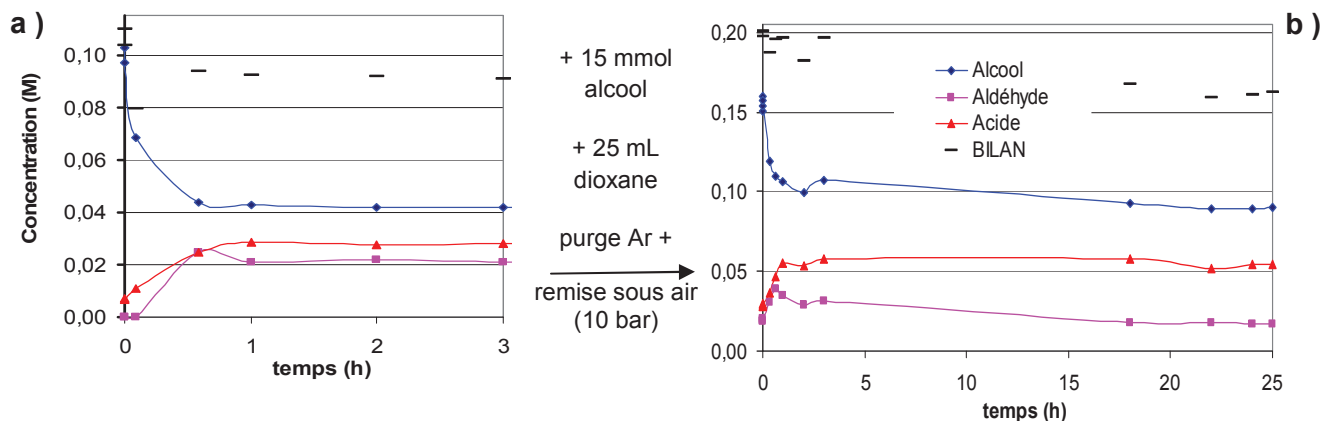 a )
Concentration (M)
0,10
0,08
0,06
0,04
0,02
0,00
0 1 2 3
temps (h)
+ 15 mmol
alcool
+ 25 mL
dioxane
purge Ar +
remise sous air
(10 bar)
b )
0,20
0,15
0,10
0,05
0,00
Alcool
Aldéhyde
Acide
BILAN
0 5 10 15 20 25
temps (h)